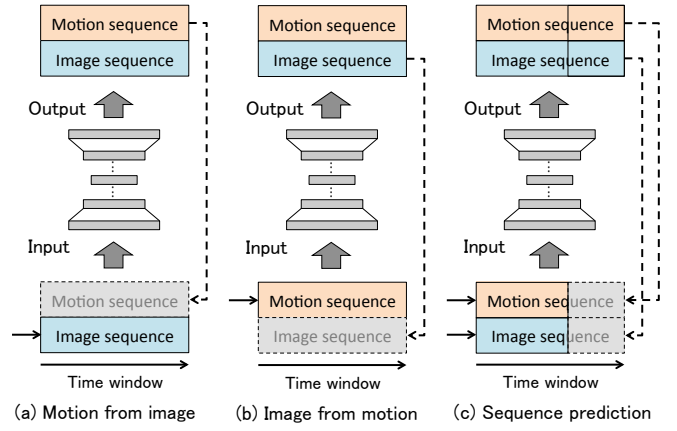 Motion sequence
Image sequence
Output
Input
Motion sequence
Image sequence
Time window
(a) Motion from image
Motion sequence
Image sequence
Output
Input
Motion sequence
Image sequence
Time window
(b) Image from motion
Motion sequence
Image sequence
Output
Input
Motion sequence
Image sequence
Time window
(c) Sequence prediction